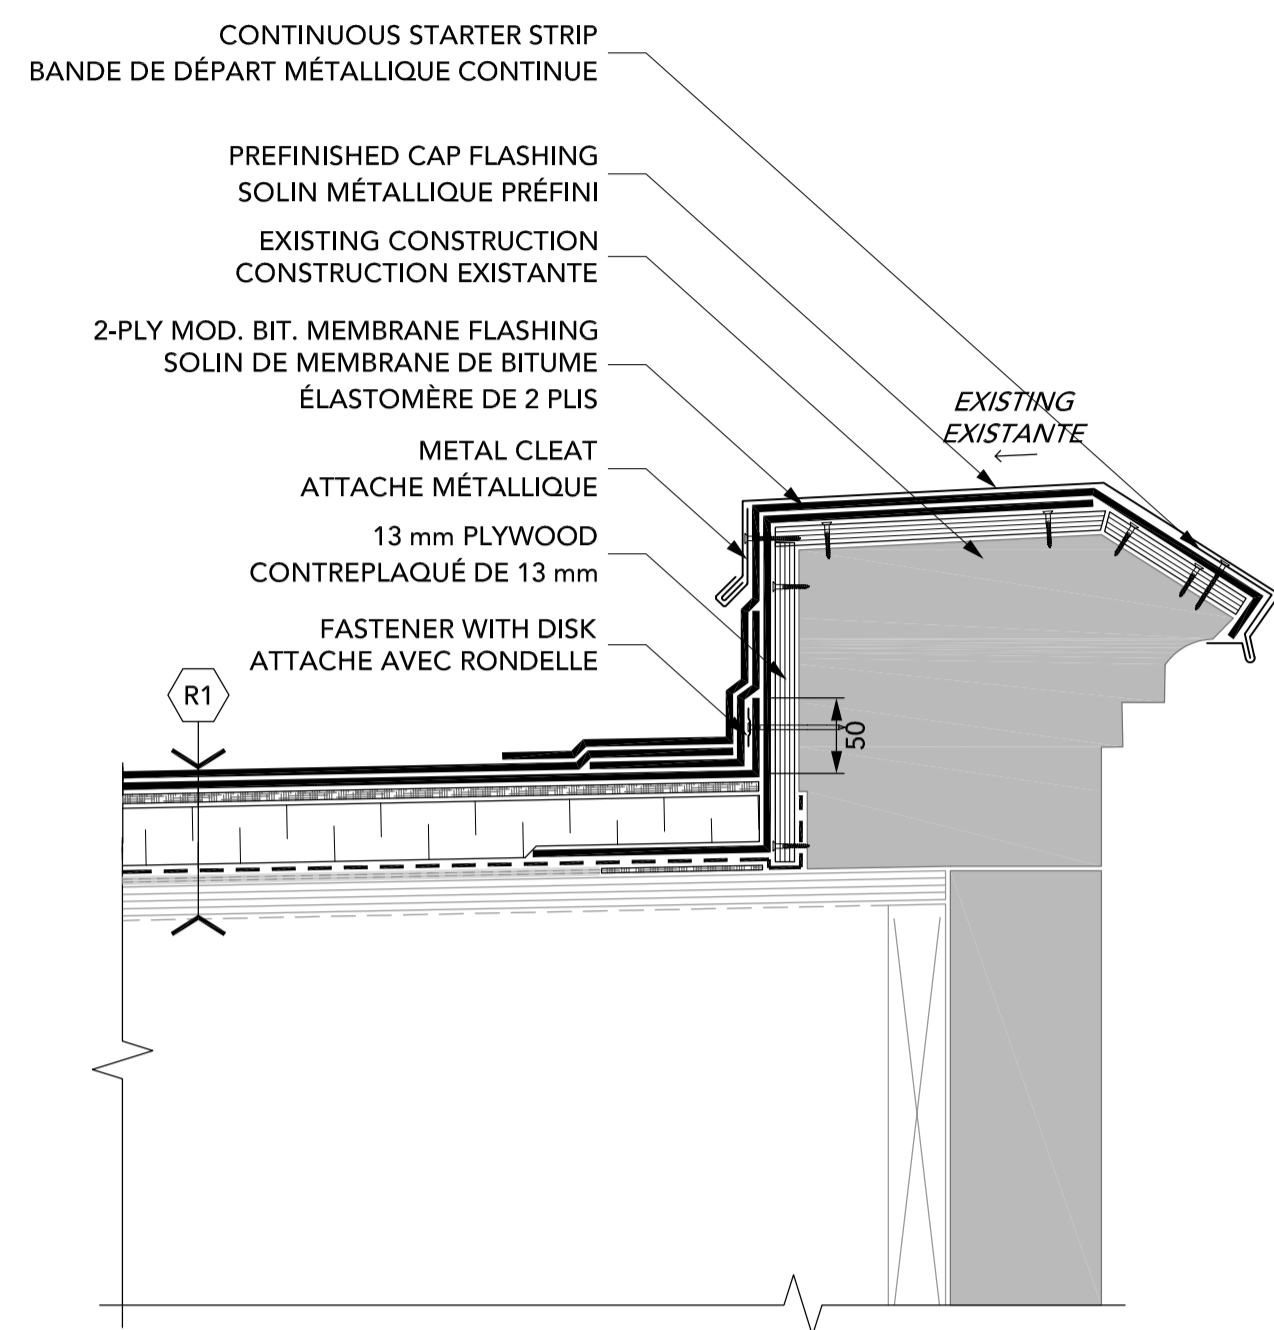 CONTINUOUS STARTER STRIP
BANDE DE DÉPART MÉTALLIQUE CONTINUE
PREFINISHED CAP FLASHING
SOLIN MÉTALLIQUE PRÉFINI
EXISTING CONSTRUCTION
CONSTRUCTION EXISTANTE
2-PLY MOD. BIT. MEMBRANE FLASHING
SOLIN DE MEMBRANE DE BITUME
ÉLASTOMÈRE DE 2 PLIS
METAL CLEAT
ATTACHE MÉTALLIQUE
13 mm PLYWOOD
CONTREPLAQUÉ DE 13 mm
FASTENER WITH DISK
ATTACHE AVEC RONDELLE
EXISTING
EXISTANTE
R1
50